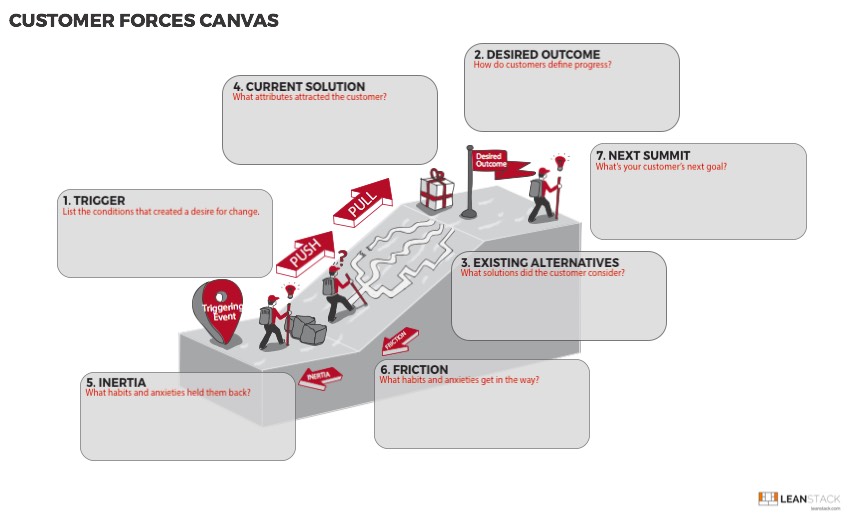 CUSTOMER FORCES CANVAS
2. DESIRED OUTCOME
How do customers define progress?
4. CURRENT SOLUTION
What attributes attracted the customer?
Desired
Outcome
7. NEXT SUMMIT
What's your customer's next goal?
1. TRIGGER
List the conditions that created a desire for change.
PULL
PUSH
?
3. EXISTING ALTERNATIVES
What solutions did the customer consider?
Triggering
Event
FRICTION
INERTIA
6. FRICTION
What habits and anxieties get in the way?
5. INERTIA
What habits and anxieties held them back?
LEANSTACK
leanstack.com